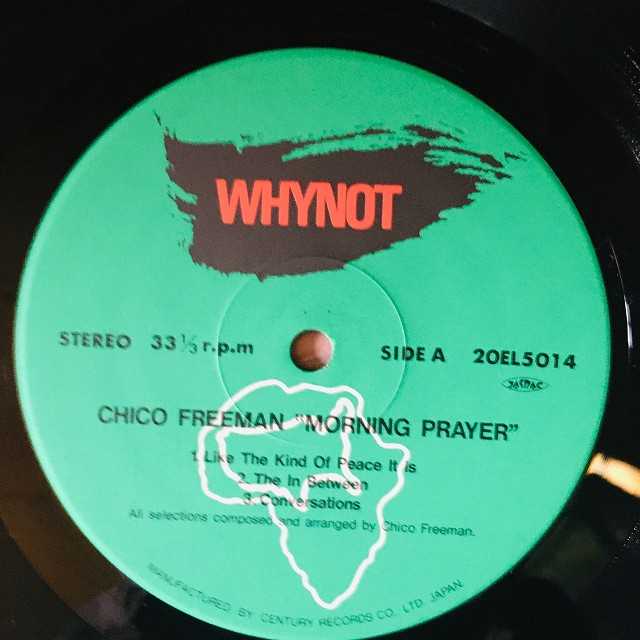 WHYNOT
STEREO 33⅓ r.p.m SIDE A 20EL5014
JASRAC
CHICO FREEMAN "MORNING PRAYER"
1. Like The Kind Of Peace It Is
2. The In Between
3. Conversations
All selections composed and arranged by Chico Freeman.
MANUFACTURED BY CENTURY RECORDS CO., LTD. JAPAN.